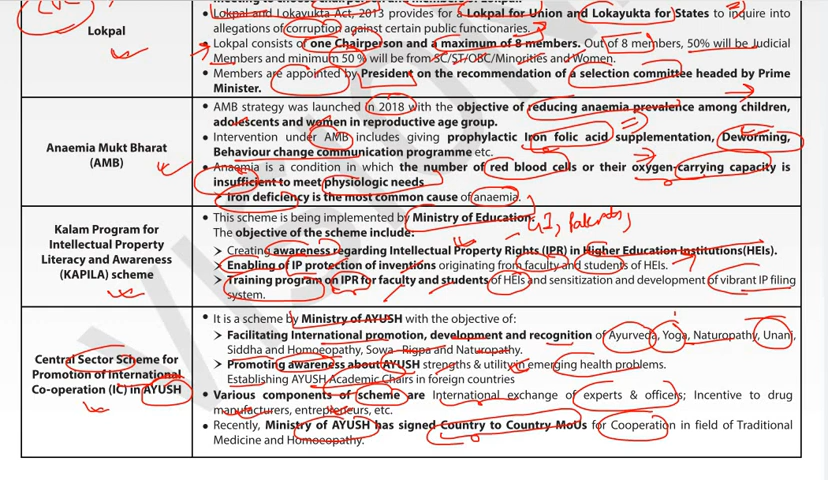 Lokpal
• Lokpal and Lokayukta Act, 2013 provides for a Lokpal for Union and Lokayukta for States to inquire into
allegations of corruption against certain public functionaries.
• Lokpal consists of one Chairperson and a maximum of 8 members. Out of 8 members, 50% will be Judicial
Members and minimum 50 % will be from SC/ST/OBC/Minorities and Women.
• Members are appointed by President on the recommendation of a selection committee headed by Prime
Minister.
Anaemia Mukt Bharat
(AMB)
• AMB strategy was launched in 2018 with the objective of reducing anaemia prevalence among children,
adolescents and women in reproductive age group.
• Intervention under AMB includes giving prophylactic Iron folic acid supplementation, Deworming,
Behaviour change communication programme etc.
• Anaemia is a condition in which the number of red blood cells or their oxygen-carrying capacity is
insufficient to meet physiologic needs
➢ Iron deficiency is the most common cause of anaemia.
Kalam Program for
Intellectual Property
Literacy and Awareness
(KAPILA) scheme
• This scheme is being implemented by Ministry of Education.
The objective of the scheme include:
GI, Patents,
➢ Creating awareness regarding Intellectual Property Rights (IPR) in Higher Education Institutions(HEIs).
➢ Enabling of IP protection of inventions originating from faculty and students of HEIs.
➢ Training program on IPR for faculty and students of HEIs and sensitization and development of vibrant IP filing
system.
Central Sector Scheme for
Promotion of International
Co-operation (IC) in AYUSH
• It is a scheme by Ministry of AYUSH with the objective of:
➢ Facilitating International promotion, development and recognition of Ayurveda, Yoga, Naturopathy, Unani,
Siddha and Homoeopathy, Sowa - Rigpa and Naturopathy.
➢ Promoting awareness about AYUSH strengths & utility in emerging health problems.
Establishing AYUSH Academic Chairs in foreign countries
• Various components of scheme are International exchange of experts & officers; Incentive to drug
manufacturers, entrepreneurs, etc.
• Recently, Ministry of AYUSH has signed Country to Country MoUs for Cooperation in field of Traditional
Medicine and Homoeopathy.